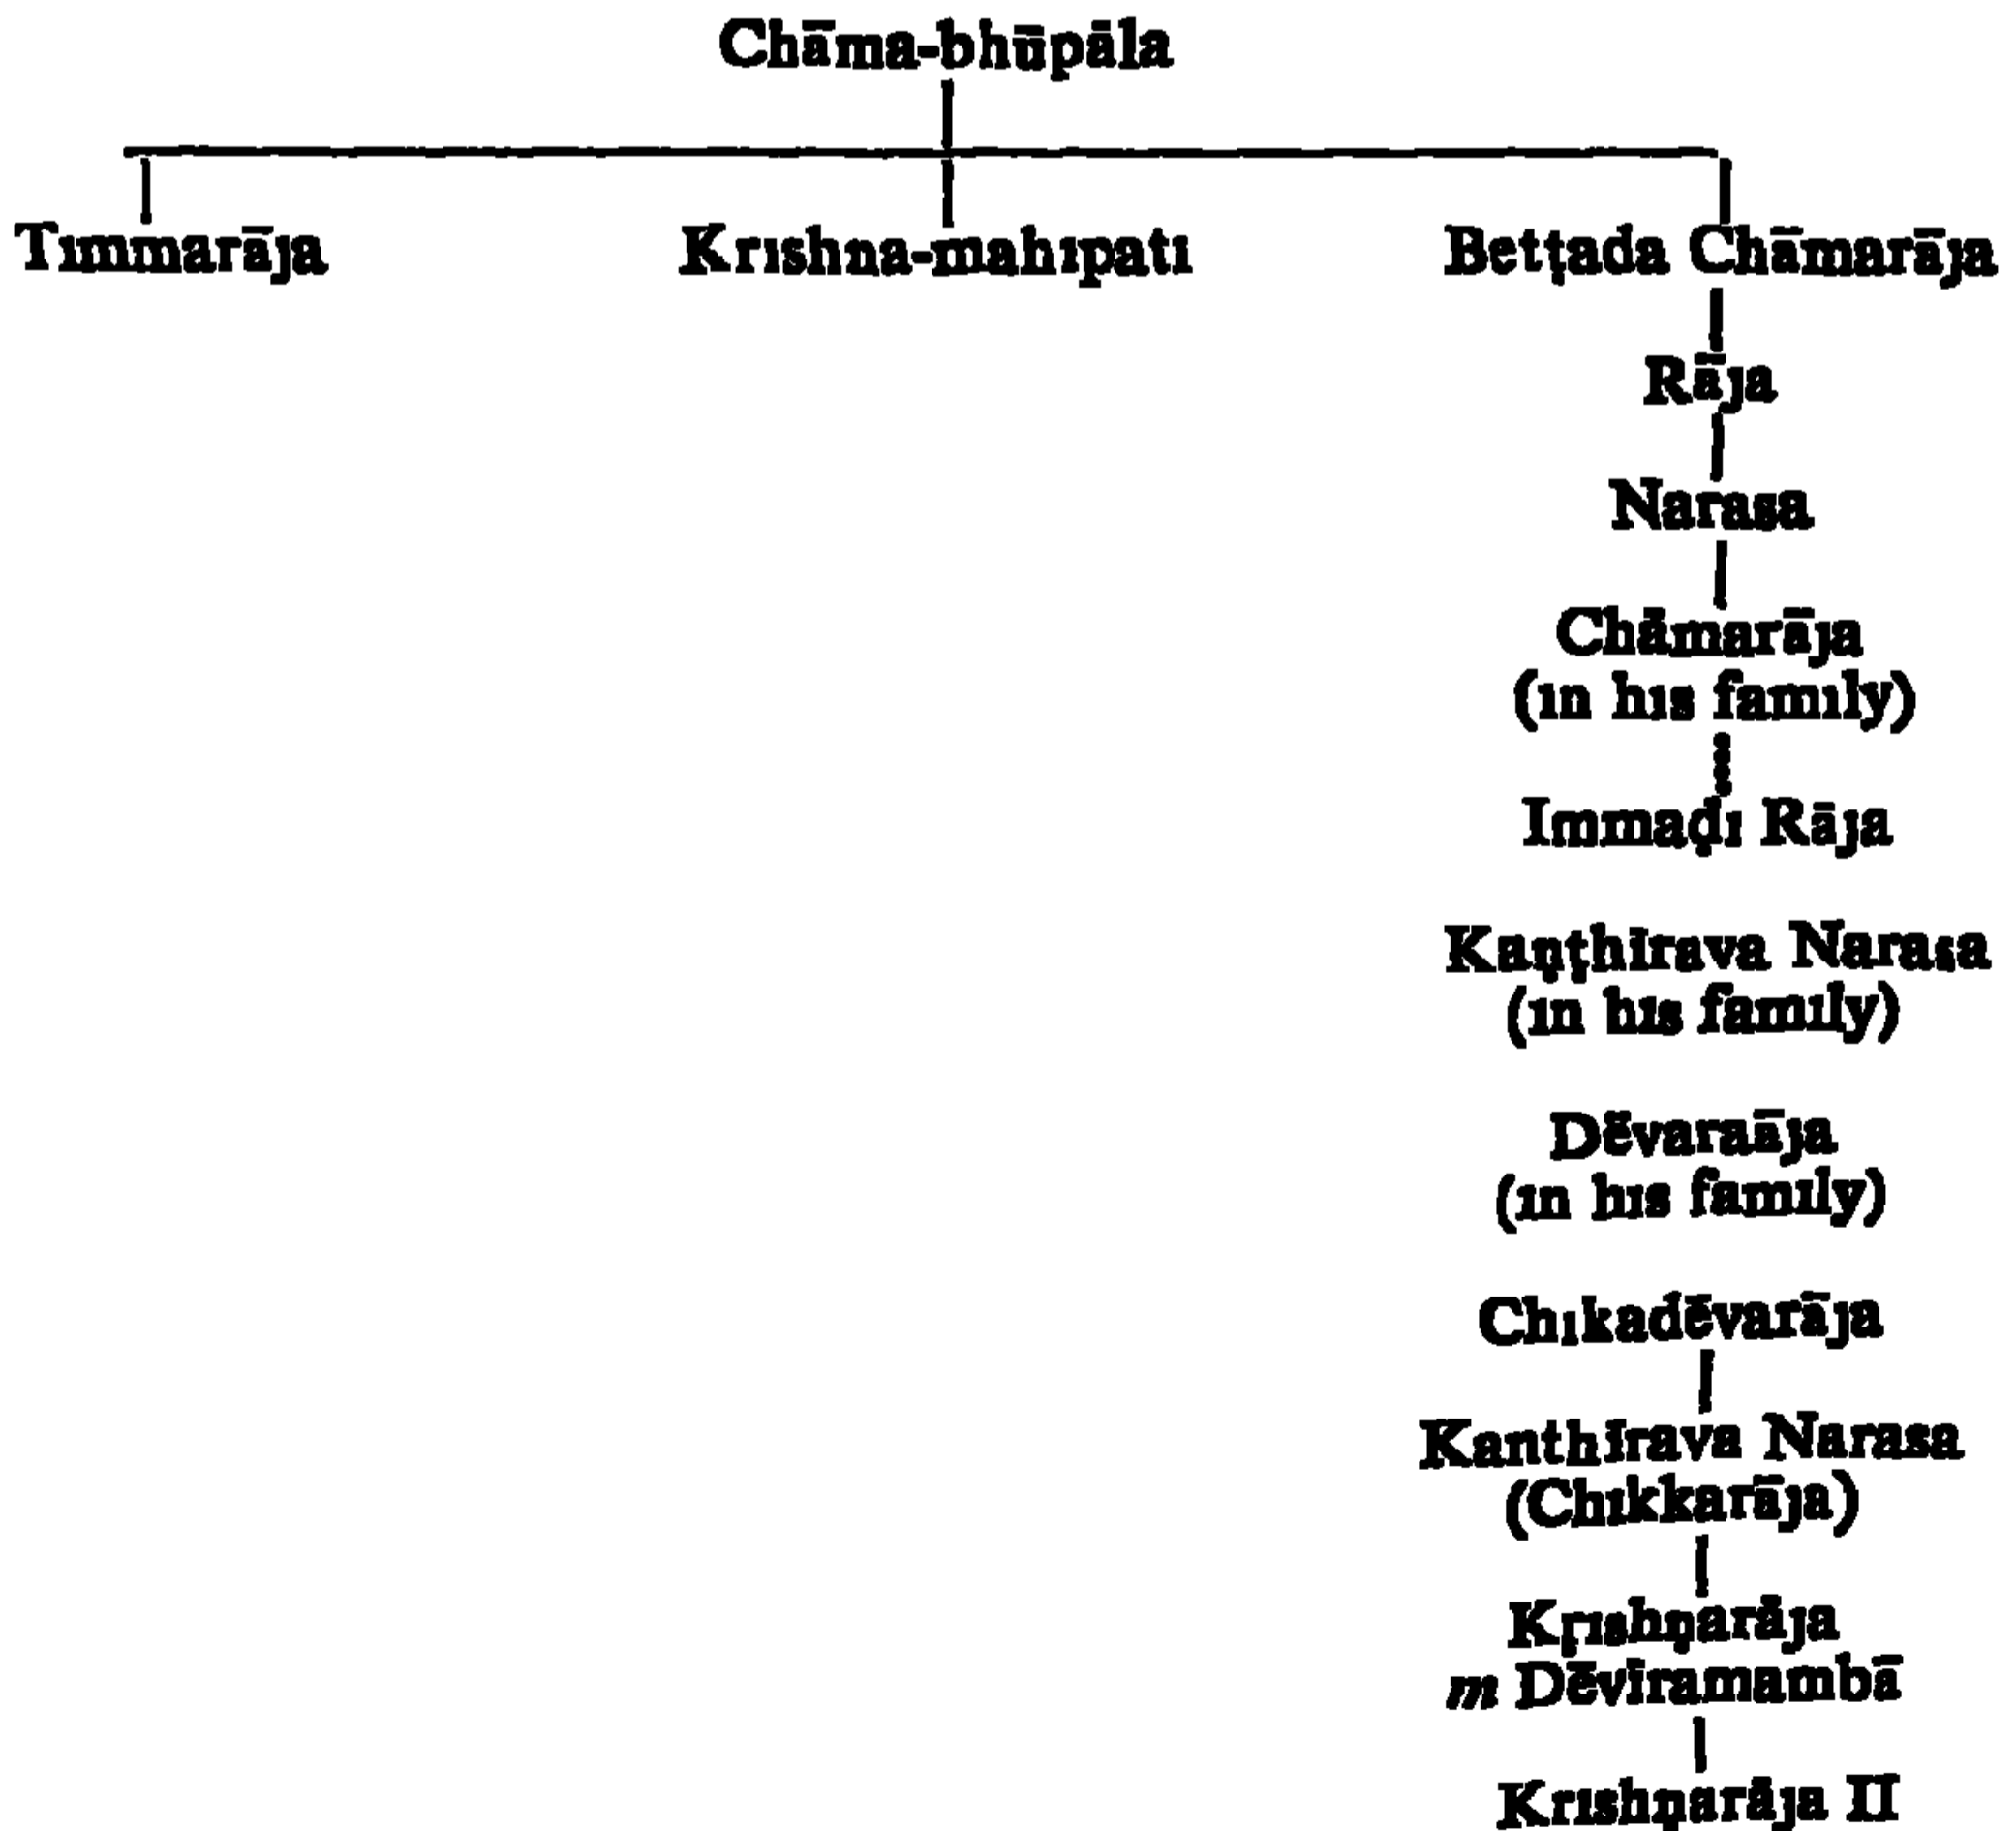 Chāma-bhūpāla
Timmarāja Krishna-mahipati Beṭṭada Chāmarāja
Rāja
Narasa
Chāmarāja
(in his family)
Immaḍi Rāja
Kaṇṭhīrava Narasa
(in his family)
Dēvaraāja
(in his family)
Chikadēvarāja
Kanthīrava Narasa
(Chikkarāja)
Kṛishṇarāja
m Dēvīramambā
Krishṇarāja II